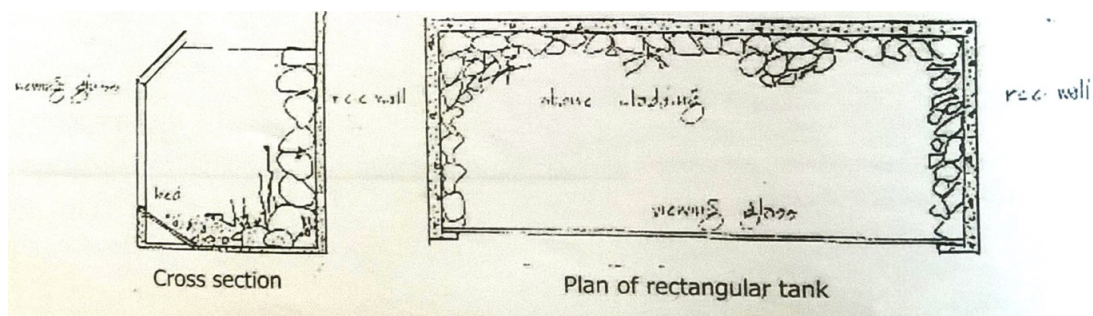 viewing glass
r.c.c wall
bed
Cross section
stone cladding
viewing glass
Plan of rectangular tank
r.c.c. wall